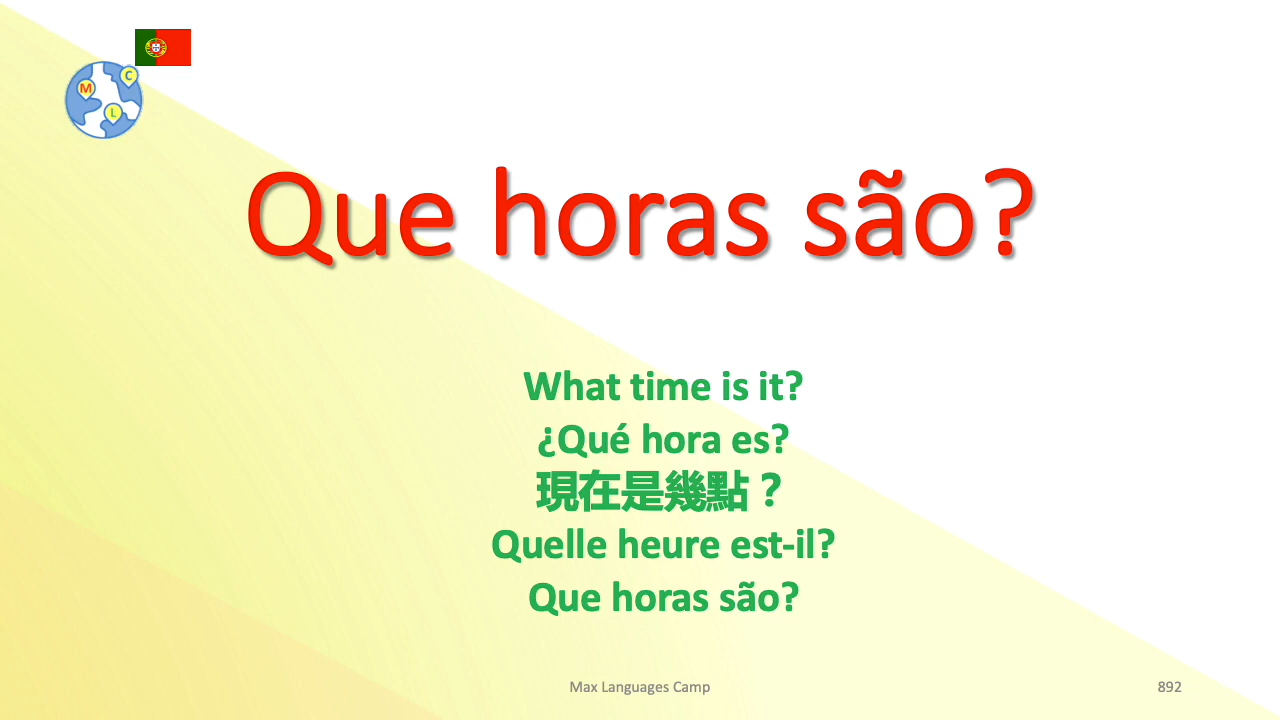 M
C
L
Que horas são?
What time is it?
¿Qué hora es?
現在是幾點？
Quelle heure est-il?
Que horas são?
Max Languages Camp
892